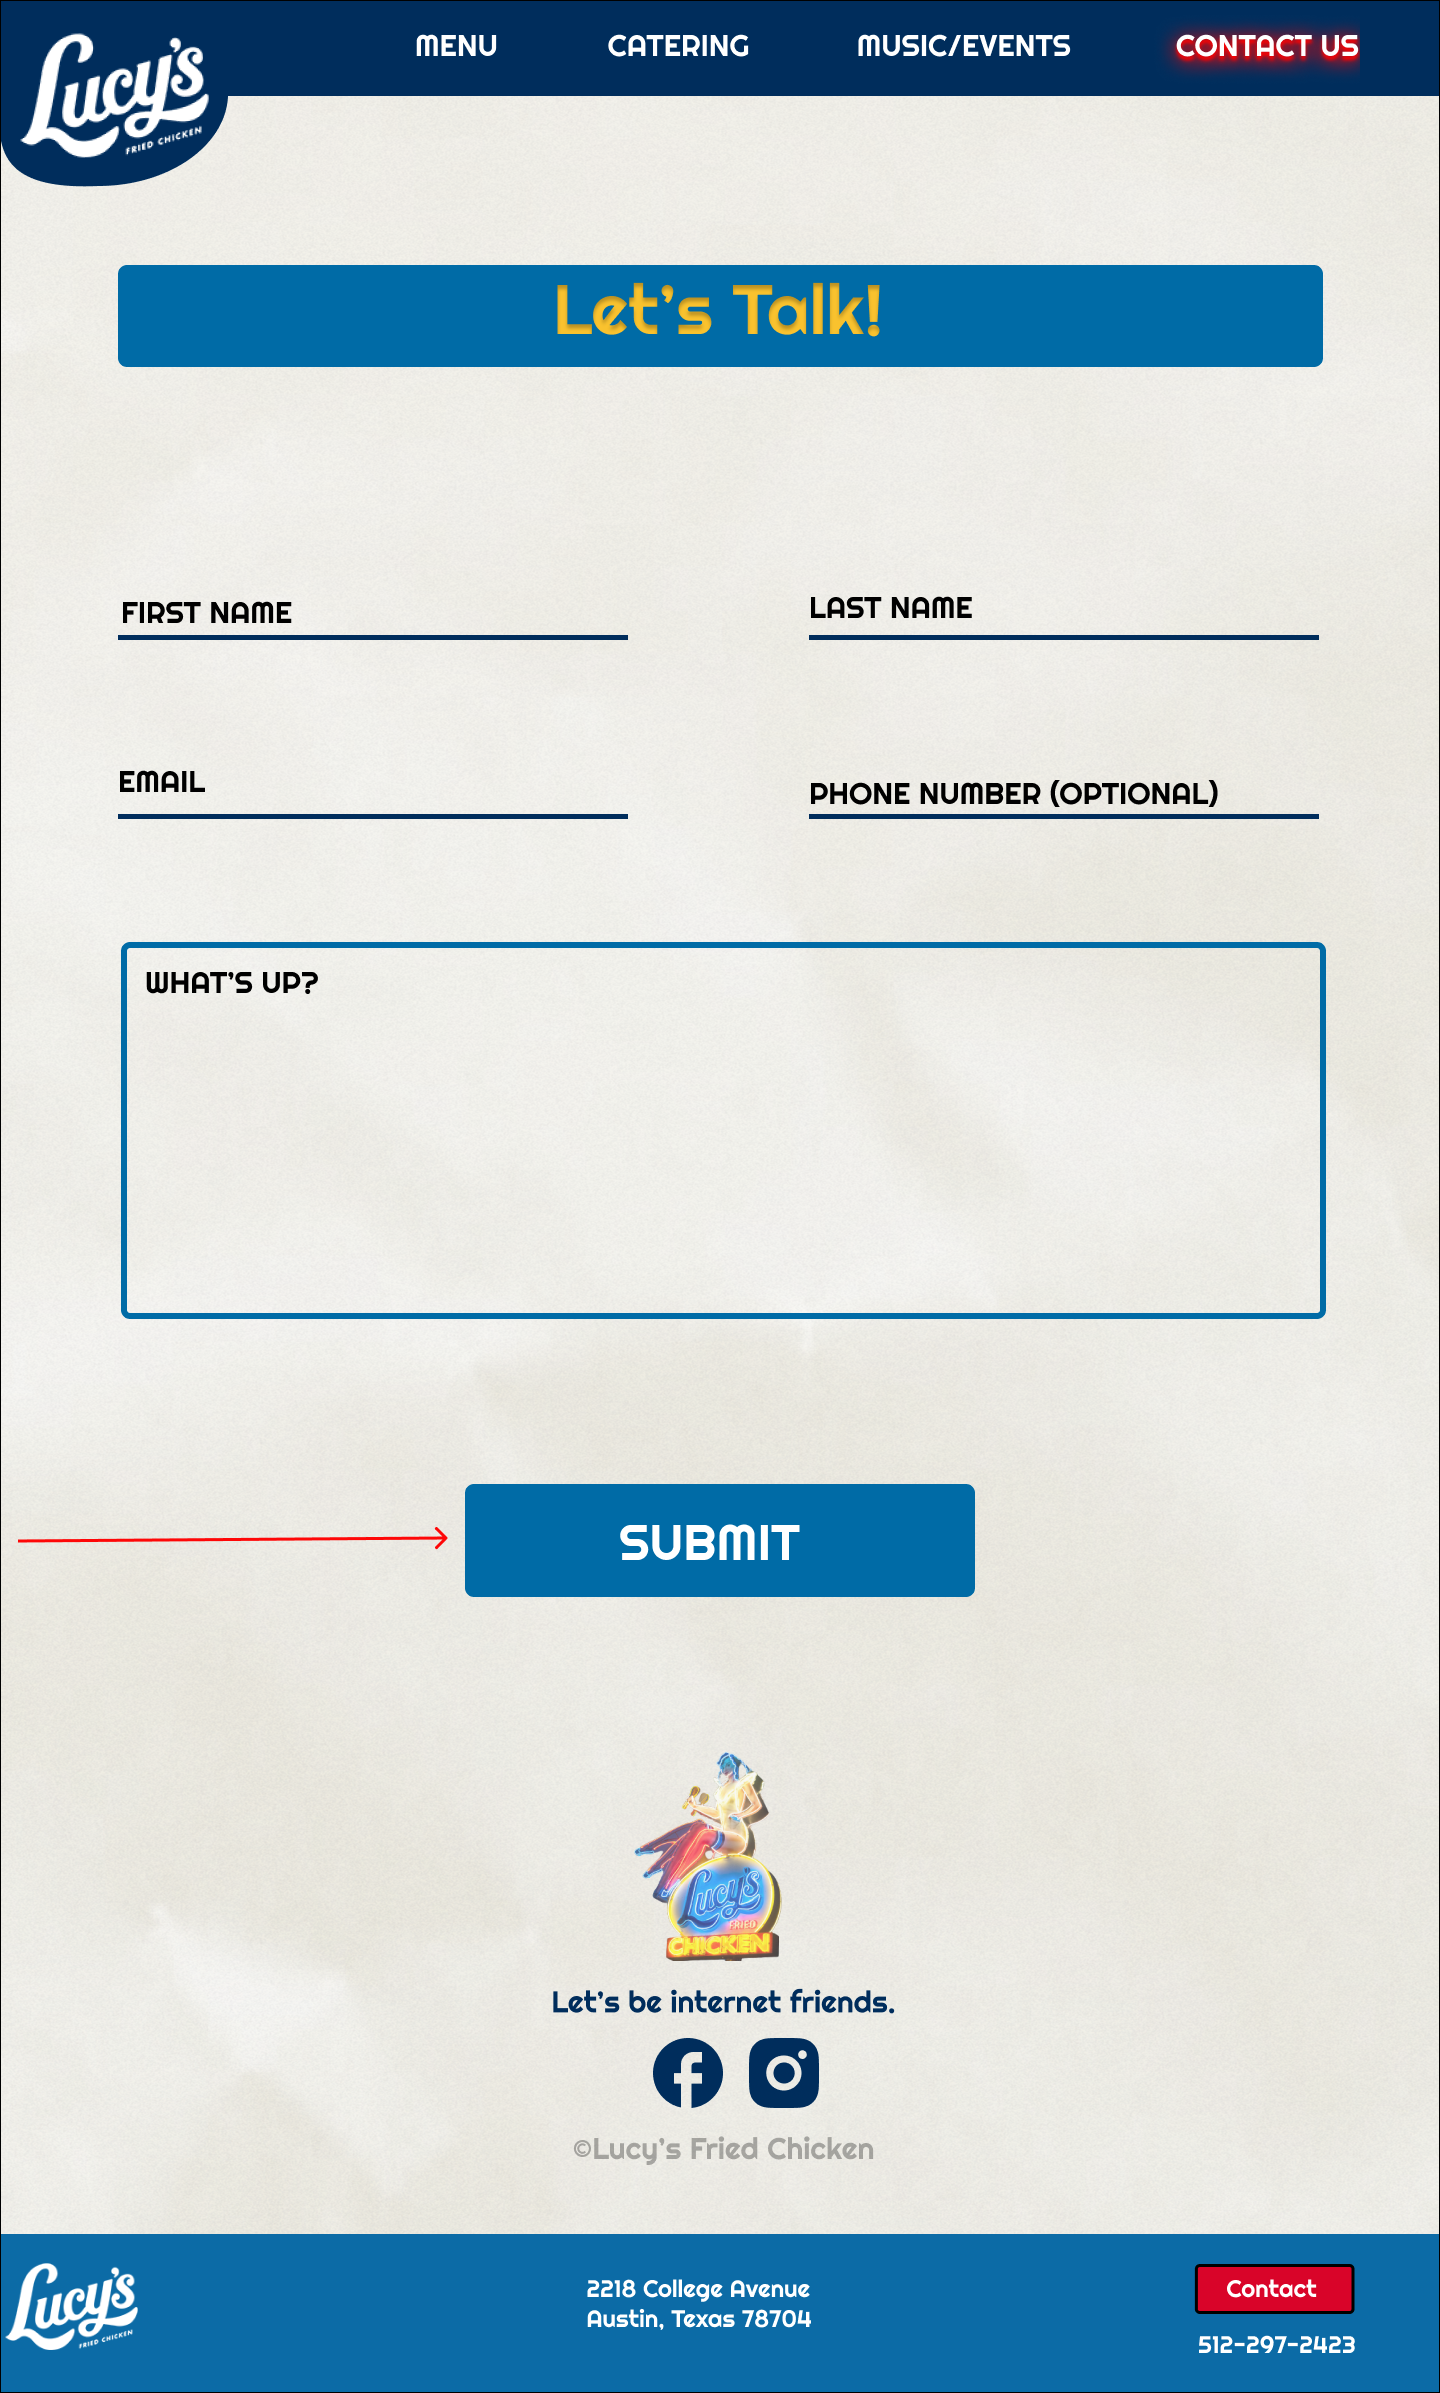 Lucy's
FRIED CHICKEN
MENU
CATERING
MUSIC/EVENTS
CONTACT US
Let's Talk!
FIRST NAME
LAST NAME
EMAIL
PHONE NUMBER (OPTIONAL)
WHAT'S UP?
SUBMIT
Lucy's
FRIED
CHICKEN
Let's be internet friends.
©Lucy's Fried Chicken
Lucy's
FRIED CHICKEN
2218 College Avenue
Austin, Texas 78704
Contact
512-297-2423